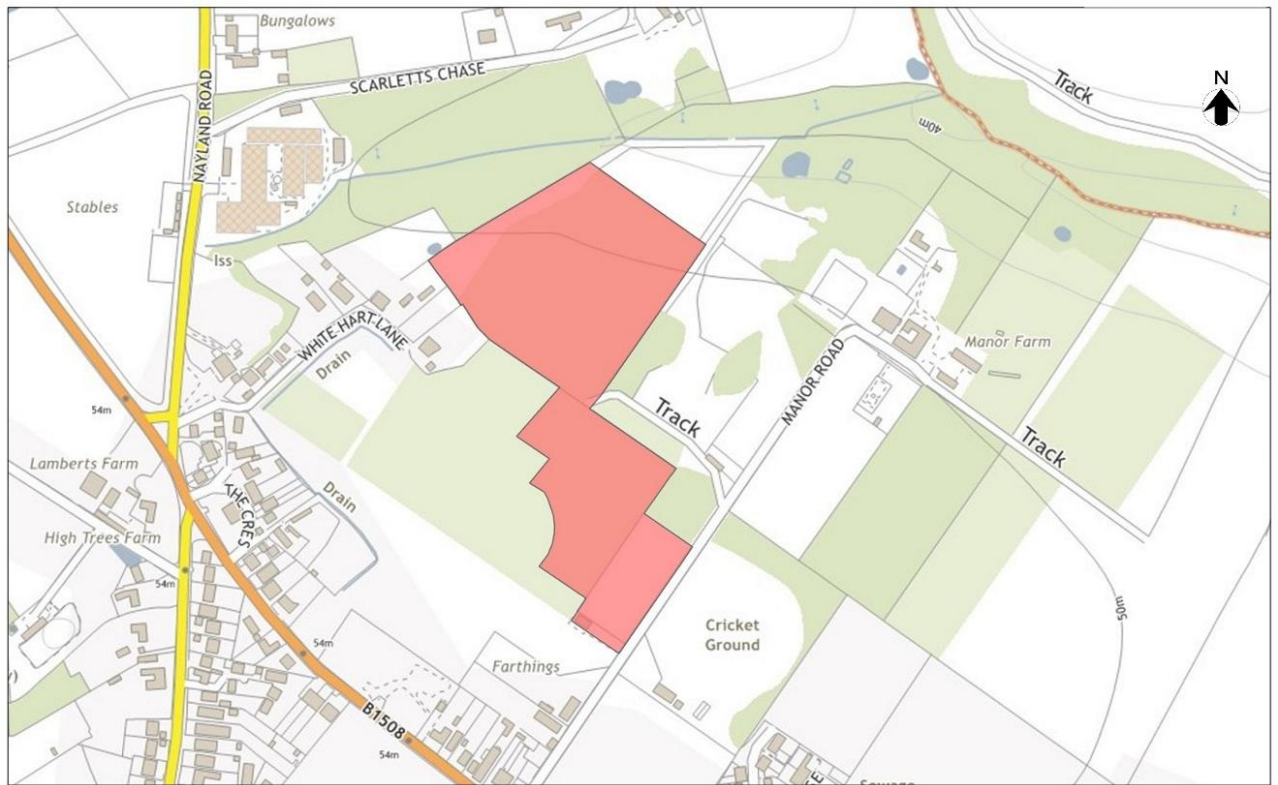 Bungalows
N
SCARLETTS CHASE
Track
NAYLAND ROAD
40m
Stables
Iss
WHITE HART LANE
Drain
Manor Farm
MANOR ROAD
54m
Track
Track
Lamberts Farm
THE CRES
Drain
High Trees Farm
54m
50m
Cricket
Ground
54m
Farthings
B1508
54m